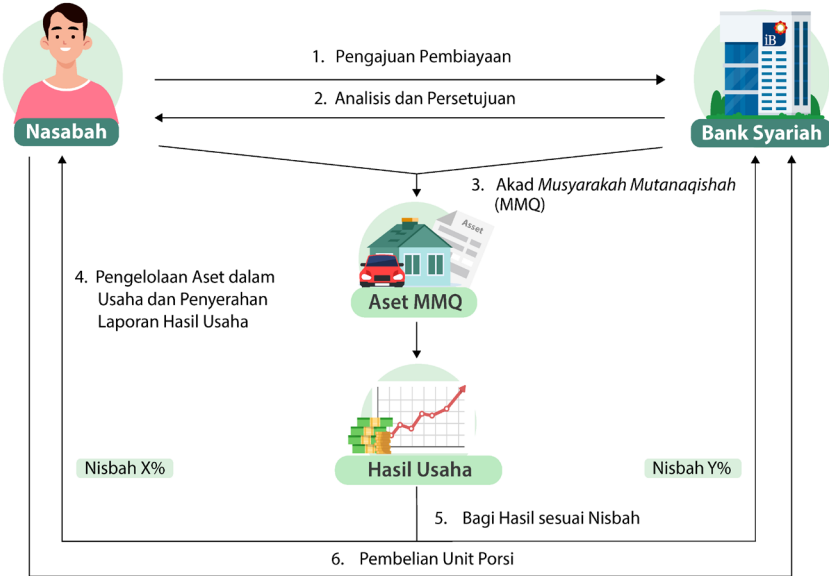 1. Pengajuan Pembiayaan
2. Analisis dan Persetujuan
iB
Nasabah
Bank Syariah
3. Akad Musyarakah Mutanaqishah
(MMQ)
Asset
4. Pengelolaan Aset dalam
Usaha dan Penyerahan
Laporan Hasil Usaha
Aset MMQ
Nisbah X%
Hasil Usaha
Nisbah Y%
5. Bagi Hasil sesuai Nisbah
6. Pembelian Unit Porsi